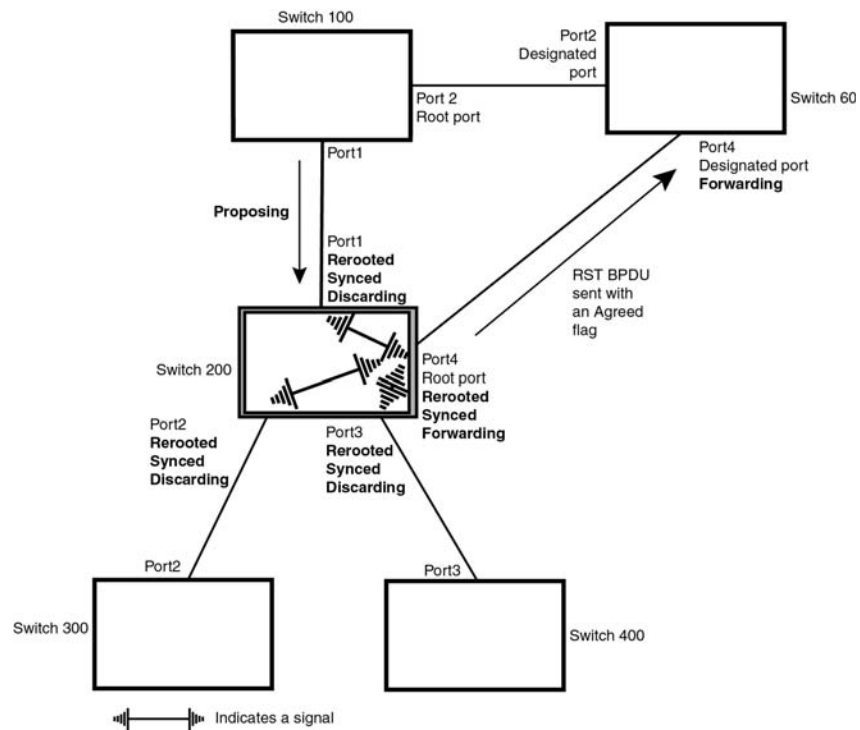 Switch 100
Port2
Designated
port
Switch 60
Port 2
Root port
Port1
Port4
Designated port
Forwarding
Proposing
Port1
Rerooted
Synced
Discarding
RST BPDU
sent with
an Agreed
flag
Switch 200
Port4
Root port
Rerooted
Synced
Forwarding
Port2
Rerooted
Synced
Discarding
Port3
Rerooted
Synced
Discarding
Port2
Port3
Switch 300
Switch 400
Indicates a signal